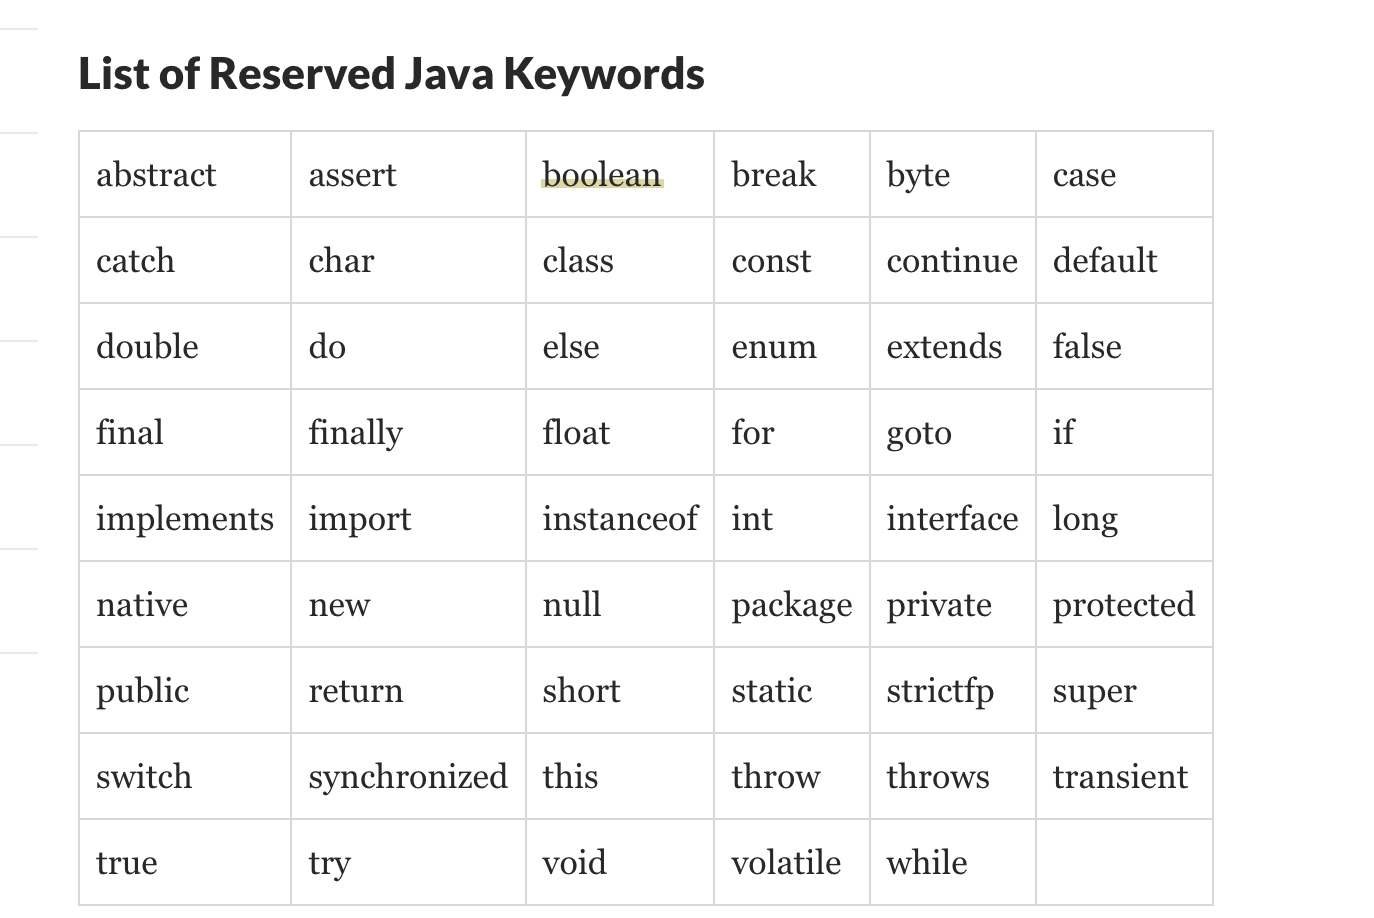 List of Reserved Java Keywords
abstract assert boolean break byte case
catch char class const continue default
double do else enum extends false
final finally float for goto if
implements import instanceof int interface long
native new null package private protected
public return short static strictfp super
switch synchronized this throw throws transient
true try void volatile while